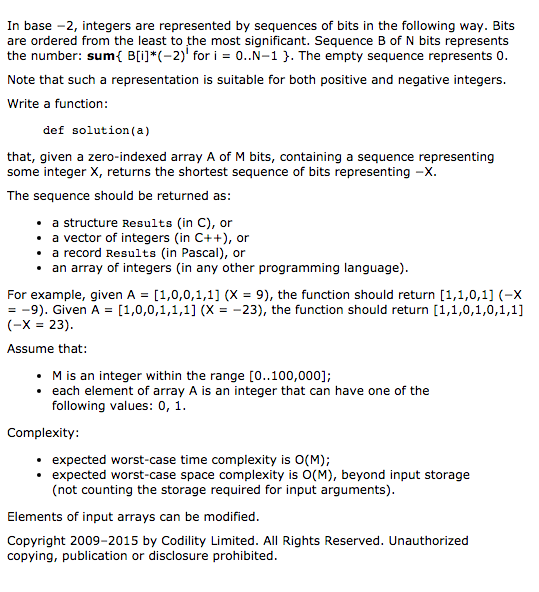 In base −2, integers are represented by sequences of bits in the following way. Bits
are ordered from the least to the most significant. Sequence B of N bits represents
the number: sum{ B[i]*(−2)^i for i = 0..N−1 }. The empty sequence represents 0.
Note that such a representation is suitable for both positive and negative integers.
Write a function:
def solution(a)
that, given a zero-indexed array A of M bits, containing a sequence representing
some integer X, returns the shortest sequence of bits representing −X.
The sequence should be returned as:
• a structure Results (in C), or
• a vector of integers (in C++), or
• a record Results (in Pascal), or
• an array of integers (in any other programming language).
For example, given A = [1,0,0,1,1] (X = 9), the function should return [1,1,0,1] (−X
= −9). Given A = [1,0,0,1,1,1] (X = −23), the function should return [1,1,0,1,0,1,1]
(−X = 23).
Assume that:
• M is an integer within the range [0..100,000];
• each element of array A is an integer that can have one of the
following values: 0, 1.
Complexity:
• expected worst-case time complexity is O(M);
• expected worst-case space complexity is O(M), beyond input storage
(not counting the storage required for input arguments).
Elements of input arrays can be modified.
Copyright 2009–2015 by Codility Limited. All Rights Reserved. Unauthorized
copying, publication or disclosure prohibited.